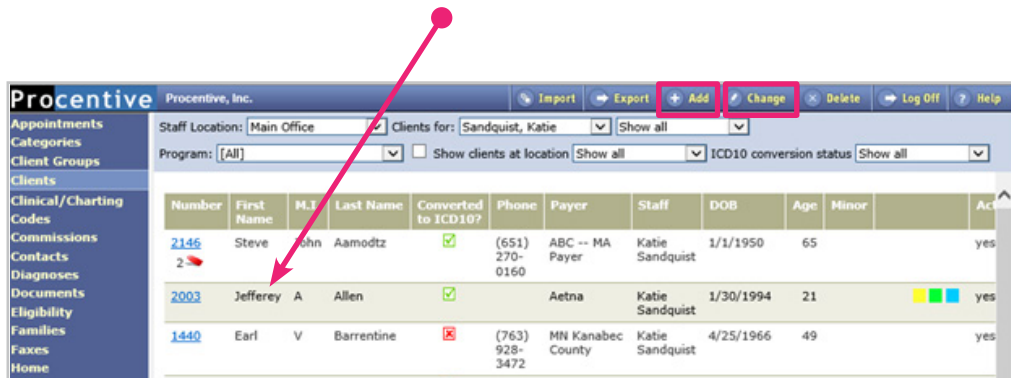 Procentive Procentive, Inc. Import Export Add Change Delete Log Off Help
Appointments
Categories
Client Groups
Clients
Clinical/Charting
Codes
Commissions
Contacts
Diagnoses
Documents
Eligibility
Families
Faxes
Home
Staff Location: Main Office Clients for: Sandquist, Katie Show all
Program: [All] Show clients at location Show all ICD10 conversion status Show all
Number First Name M.I. Last Name Converted to ICD10? Phone Payer Staff DOB Age Minor Act
2146 Steve John Aamodtz (651) 270-0160 ABC -- MA Payer Katie Sandquist 1/1/1950 65 yes
2
2003 Jefferey A Allen Aetna Katie Sandquist 1/30/1994 21 yes
1440 Earl V Barrentine (763) 928-3472 MN Kanabec County Katie Sandquist 4/25/1966 49 yes